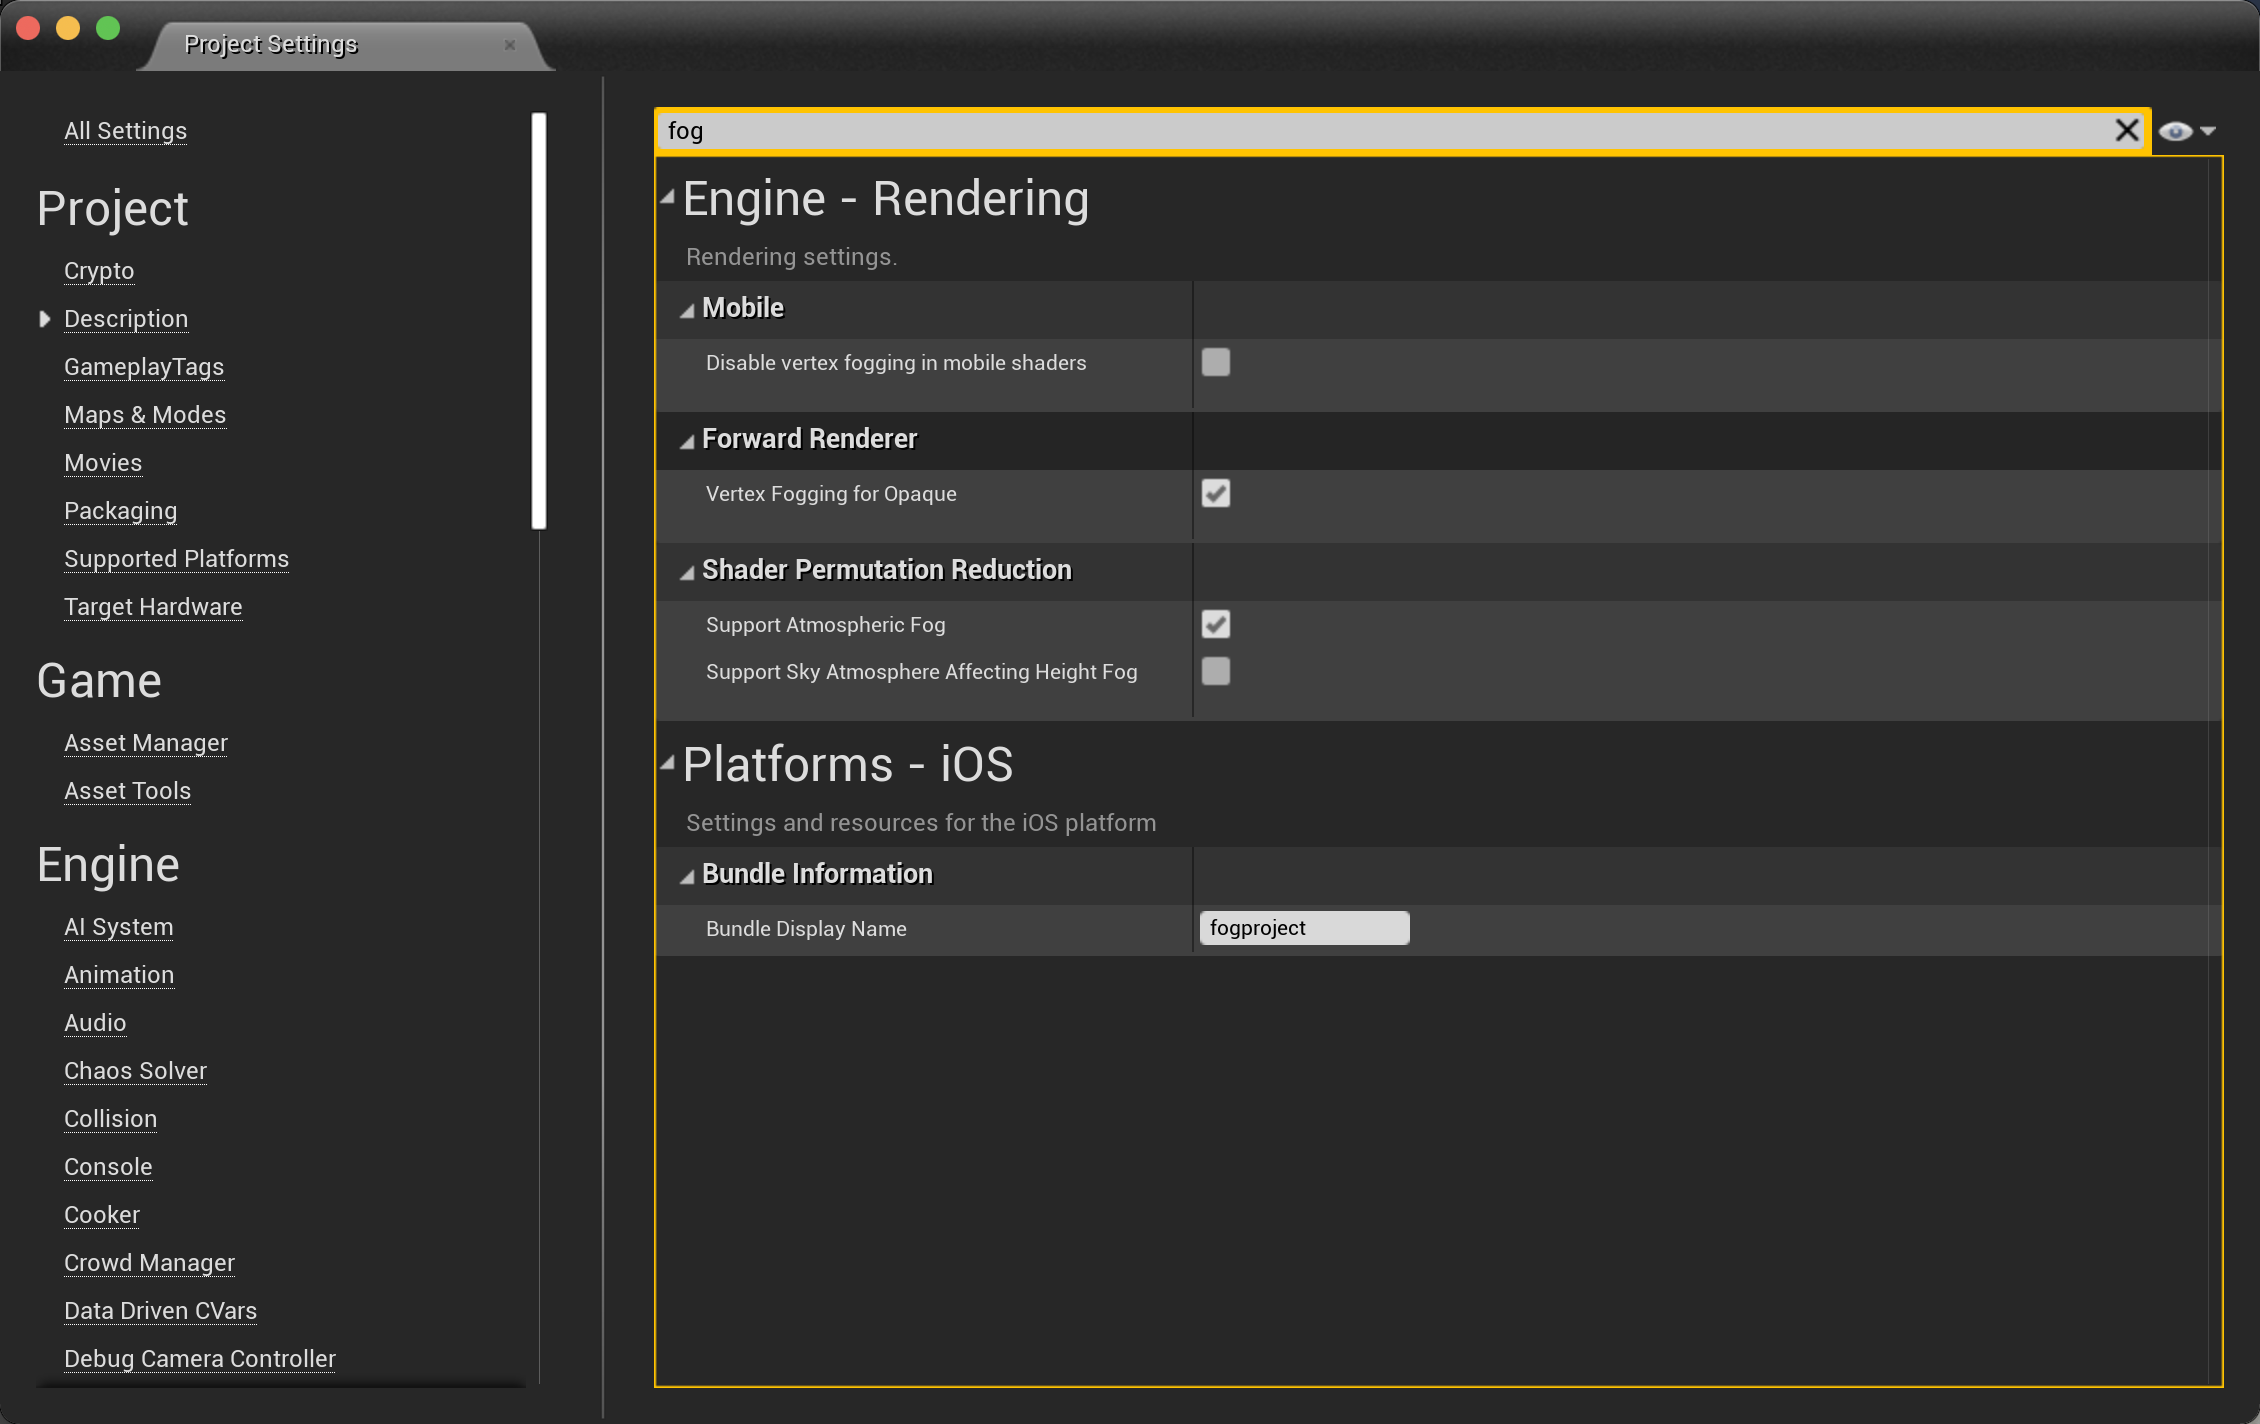 Project Settings
All Settings
Project
Crypto
Description
GameplayTags
Maps & Modes
Movies
Packaging
Supported Platforms
Target Hardware
Game
Asset Manager
Asset Tools
Engine
AI System
Animation
Audio
Chaos Solver
Collision
Console
Cooker
Crowd Manager
Data Driven CVars
Debug Camera Controller
fog
Engine - Rendering
Rendering settings.
Mobile
Disable vertex fogging in mobile shaders
Forward Renderer
Vertex Fogging for Opaque
Shader Permutation Reduction
Support Atmospheric Fog
Support Sky Atmosphere Affecting Height Fog
Platforms - iOS
Settings and resources for the iOS platform
Bundle Information
Bundle Display Name
fogproject